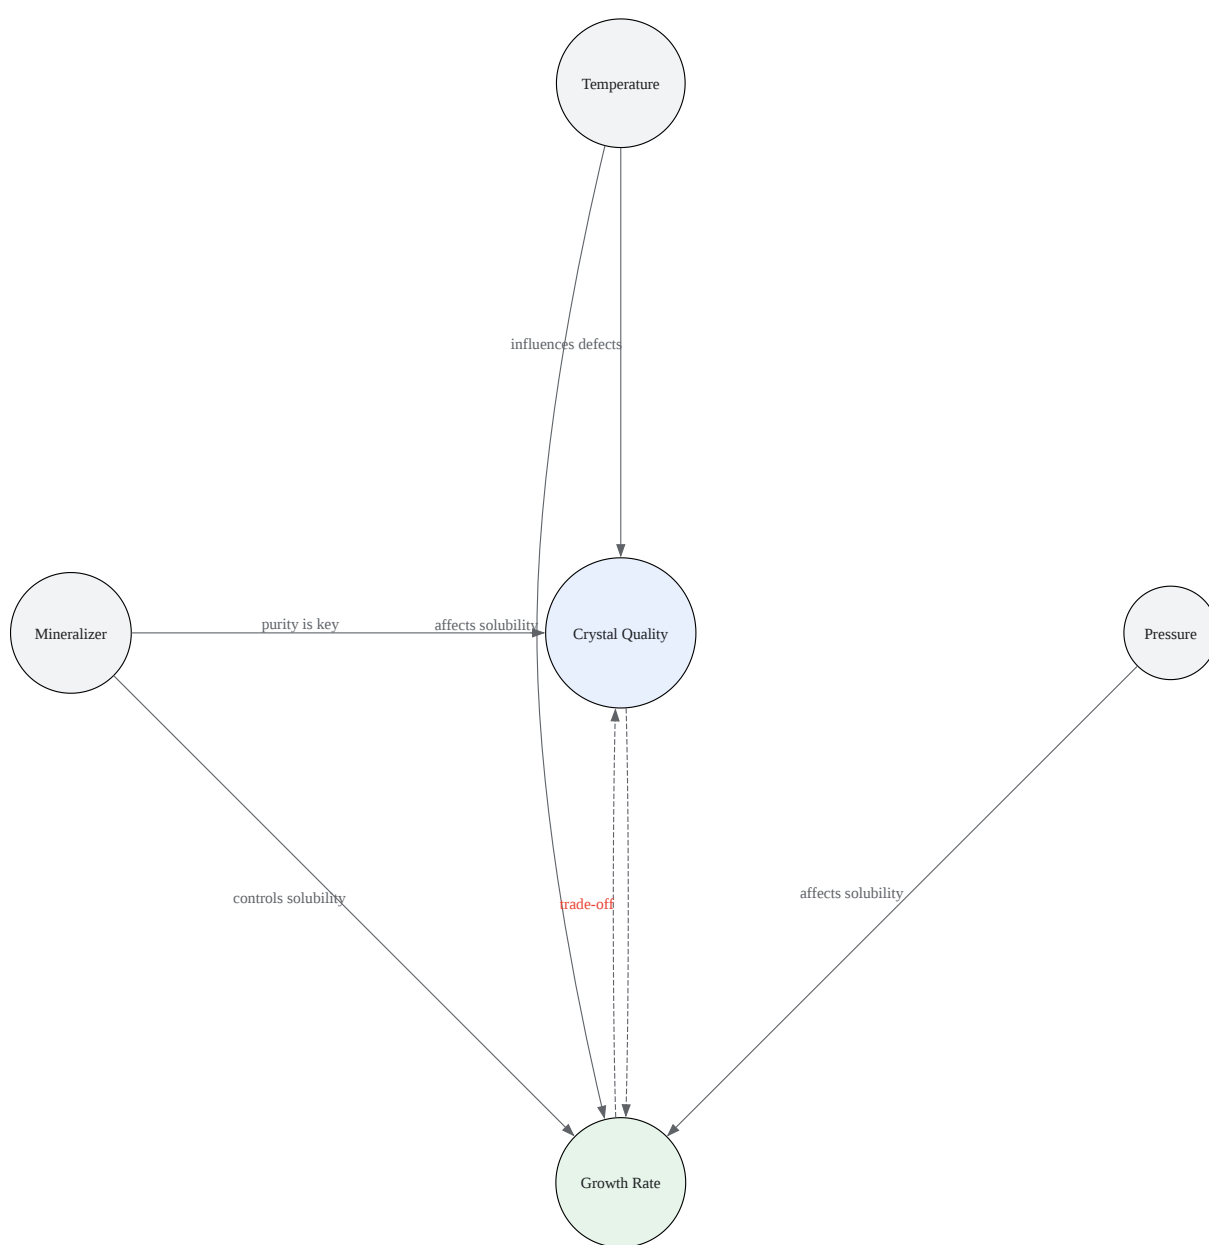 Temperature
influences defects
purity is key
affects solubility
Mineralizer
Crystal Quality
Pressure
controls solubility
trade-off
affects solubility
Growth Rate